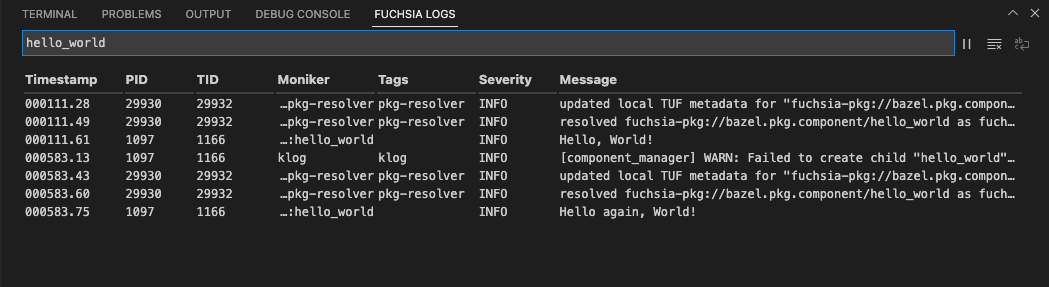 TERMINAL PROBLEMS OUTPUT DEBUG CONSOLE FUCHSIA LOGS
hello_world
Timestamp PID TID Moniker Tags Severity Message
000111.28 29930 29932 …pkg-resolver pkg-resolver INFO updated local TUF metadata for "fuchsia-pkg://bazel.pkg.compon…
000111.49 29930 29932 …pkg-resolver pkg-resolver INFO resolved fuchsia-pkg://bazel.pkg.component/hello_world as fuch…
000111.61 1097 1166 …:hello_world INFO Hello, World!
000583.13 1097 1166 klog klog INFO [component_manager] WARN: Failed to create child "hello_world"…
000583.43 29930 29932 …pkg-resolver pkg-resolver INFO updated local TUF metadata for "fuchsia-pkg://bazel.pkg.compon…
000583.60 29930 29932 …pkg-resolver pkg-resolver INFO resolved fuchsia-pkg://bazel.pkg.component/hello_world as fuch…
000583.75 1097 1166 …:hello_world INFO Hello again, World!